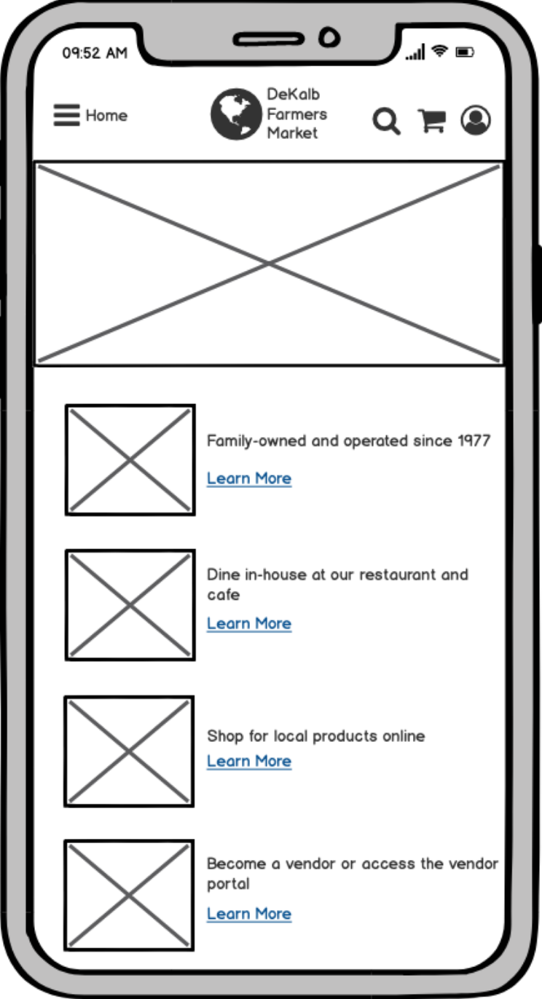 09:52 AM
Home
DeKalb
Farmers
Market
Family-owned and operated since 1977
Learn More
Dine in-house at our restaurant and
cafe
Learn More
Shop for local products online
Learn More
Become a vendor or access the vendor
portal
Learn More